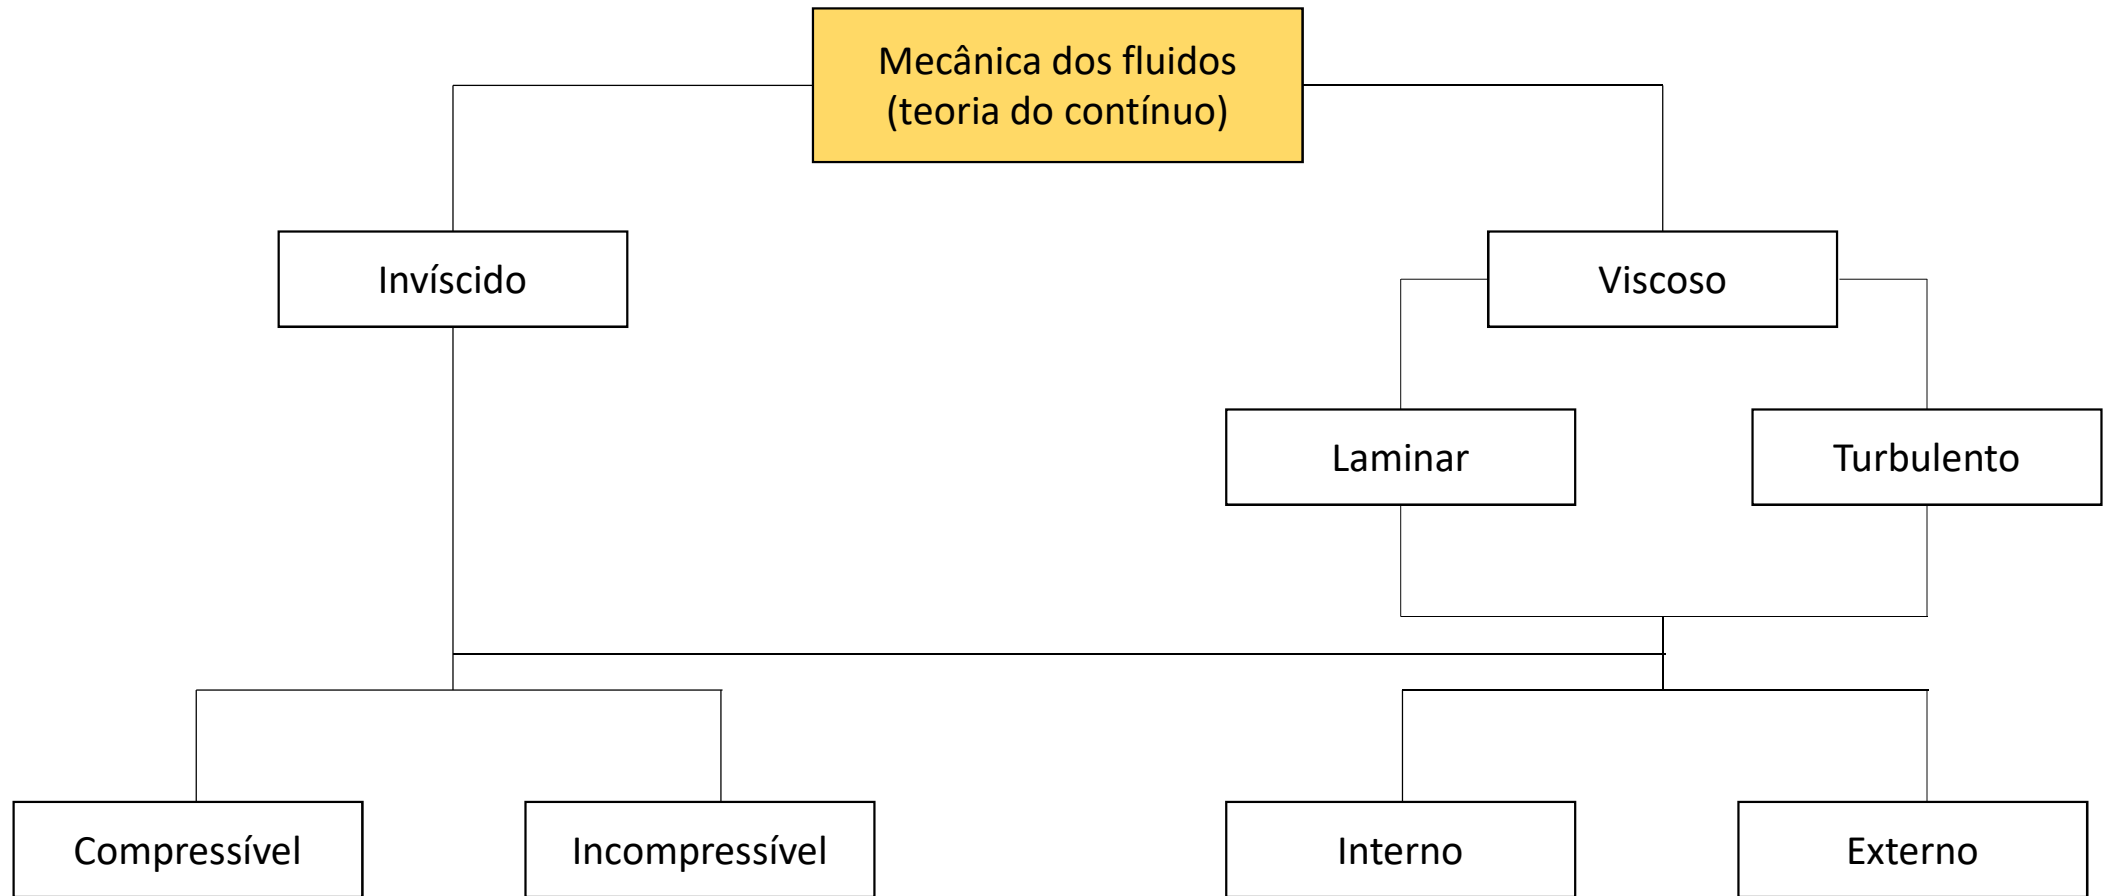 Mecânica dos fluidos
(teoria do contínuo)
Invíscido
Viscoso
Laminar
Turbulento
Compressível
Incompressível
Interno
Externo